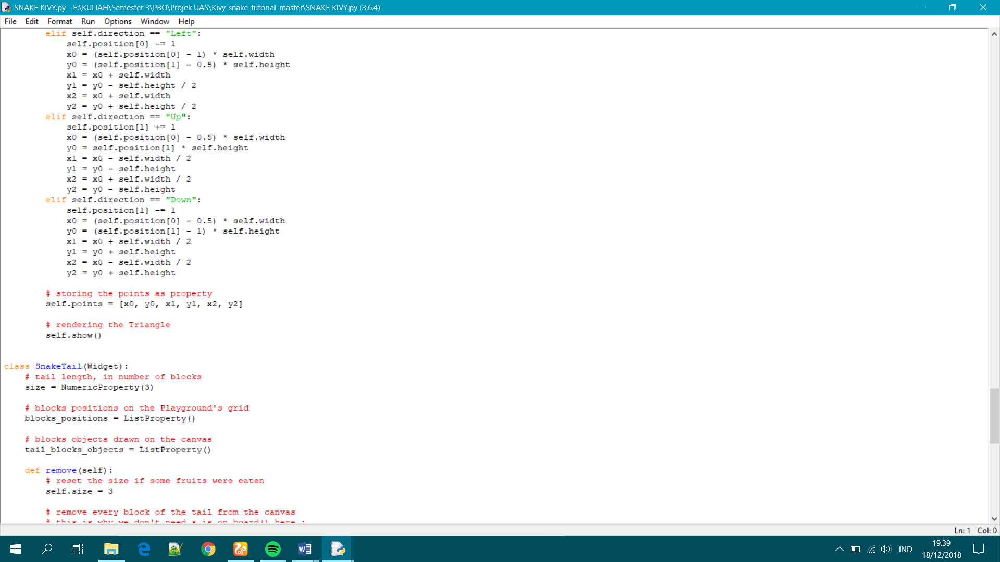 SNAKE KIVY.py - E:\KULIAH\Semester 3\PBO\Projek UAS\Kivy-snake-tutorial-master\SNAKE KIVY.py (3.6.4)
File Edit Format Run Options Window Help
        elif self.direction == "Left":
            self.position[0] -= 1
            x0 = (self.position[0] - 1) * self.width
            y0 = (self.position[1] - 0.5) * self.height
            x1 = x0 + self.width
            y1 = y0 - self.height / 2
            x2 = x0 + self.width
            y2 = y0 + self.height / 2
        elif self.direction == "Up":
            self.position[1] += 1
            x0 = (self.position[0] - 0.5) * self.width
            y0 = self.position[1] * self.height
            x1 = x0 - self.width / 2
            y1 = y0 - self.height
            x2 = x0 + self.width / 2
            y2 = y0 - self.height
        elif self.direction == "Down":
            self.position[1] -= 1
            x0 = (self.position[0] - 0.5) * self.width
            y0 = (self.position[1] - 1) * self.height
            x1 = x0 + self.width / 2
            y1 = y0 + self.height
            x2 = x0 - self.width / 2
            y2 = y0 + self.height
        # storing the points as property
        self.points = [x0, y0, x1, y1, x2, y2]
        # rendering the Triangle
        self.show()
class SnakeTail(Widget):
    # tail length, in number of blocks
    size = NumericProperty(3)
    # blocks positions on the Playground's grid
    blocks_positions = ListProperty()
    # blocks objects drawn on the canvas
    tail_blocks_objects = ListProperty()
    def remove(self):
        # reset the size if some fruits were eaten
        self.size = 3
        # remove every block of the tail from the canvas
        # this is why we don't need a is_on_board() here :
Ln: 1 Col: 0
IND
19.39
18/12/2018